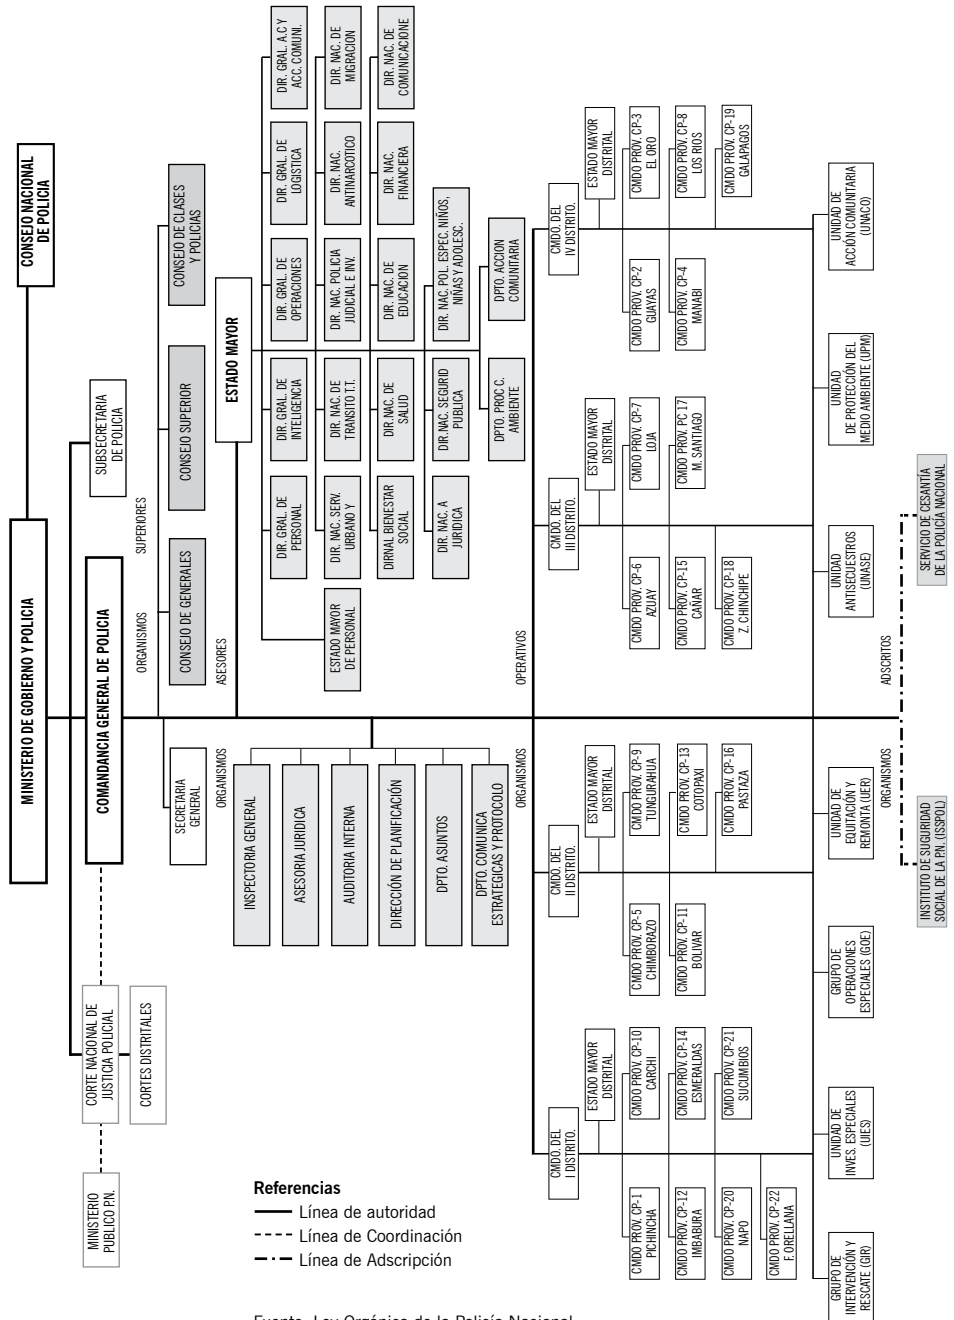 CONSEJO NACIONAL
DE POLICIA
MINISTERIO DE GOBIERNO Y POLICIA
SUBSECRETARIA
DE POLICIA
COMANDANCIA GENERAL DE POLICIA
CORTE NACIONAL DE
JUSTICIA POLICIAL
MINISTERIO
PUBLICO P.N.
CORTES DISTRITALES
ORGANISMOS
SUPERIORES
CONSEJO DE GENERALES
CONSEJO SUPERIOR
CONSEJO DE CLASES
Y POLICIAS
SECRETARIA
GENERAL
ORGANISMOS
ASESORES
ESTADO MAYOR
INSPECTORIA GENERAL
ASESORIA JURIDICA
AUDITORIA INTERNA
DIRECCIÓN DE PLANIFICACIÓN
DPTO. ASUNTOS
DPTO. COMUNICA
ESTRATEGICAS Y PROTOCOLO
ESTADO MAYOR
DE PERSONAL
DIR. GRAL. DE
PERSONAL
DIR. GRAL. DE
INTELIGENCIA
DIR. GRAL. DE
OPERACIONES
DIR. GRAL. DE
LOGISTICA
DIR. GRAL. A.C Y
ACC. COMUNI.
DIR. NAC. SERV.
URBANO Y
DIR. NAC. DE
TRANSITO T.T.
DIR. NAC. POLICIA
JUDICIAL E INV.
DIR. NAC.
ANTINARCOTICO
DIR. NAC. DE
MIGRACION
DIRNAL BIENESTAR
SOCIAL
DIR. NAC. DE
SALUD
DIR. NAC. DE
EDUCACION
DIR. NAC.
FINANCIERA
DIR. NAC. DE
COMUNICACIONE
DIR. NAC. A
JURIDICA
DIR.NAC. SEGURID
PUBLICA
DIR. NAC. POL. ESPEC. NIÑOS,
NIÑAS Y ADOLESC.
DPTO. PROC C.
AMBIENTE
DPTO. ACCION
COMUNITARIA
ORGANISMOS
OPERATIVOS
CMDO. DEL
I DISTRITO.
ESTADO MAYOR
DISTRITAL
CMDO PROV. CP-1
PICHINCHA
CMDO PROV. CP-10
CARCHI
CMDO PROV. CP-12
IMBABURA
CMDO PROV. CP-14
ESMERALDAS
CMDO PROV. CP-20
NAPO
CMDO PROV. CP-21
SUCUMBIOS
CMDO PROV. CP-22
F. ORELLANA
CMDO. DEL
II DISTRITO.
ESTADO MAYOR
DISTRITAL
CMDO PROV. CP-5
CHIMBORAZO
CMDO PROV. CP-9
TUNGURAHUA
CMDO PROV. CP-11
BOLIVAR
CMDO PROV. CP-13
COTOPAXI
CMDO PROV. CP-16
PASTAZA
CMDO. DEL
III DISTRITO.
ESTADO MAYOR
DISTRITAL
CMDO PROV. CP-6
AZUAY
CMDO PROV. CP-7
LOJA
CMDO PROV. CP-15
CAÑAR
CMDO PROV. PC 17
M. SANTIAGO
CMDO PROV. CP-18
Z. CHINCHIPE
CMDO. DEL
IV DISTRITO.
ESTADO MAYOR
DISTRITAL
CMDO PROV. CP-2
GUAYAS
CMDO PROV. CP-3
EL ORO
CMDO PROV. CP-4
MANABI
CMDO PROV. CP-8
LOS RIOS
CMDO PROV. CP-19
GALAPAGOS
GRUPO DE
INTERVENCIÓN Y
RESCATE (GIR)
UNIDAD DE
INVES. ESPECIALES
(UIES)
GRUPO DE
OPERACIONES
ESPECIALES (GOE)
UNIDAD DE
EQUITACIÓN Y
REMONTA (UER)
UNIDAD
ANTISECUESTROS
(UNASE)
UNIDAD
DE PROTECCIÓN DEL
MEDIO AMBIENTE (UPM)
UNIDAD DE
ACCIÓN COMUNITARIA
(UNACO)
ORGANISMOS
ADSCRITOS
INSTITUTO DE SUGURIDAD
SOCIAL DE LA P.N. (ISSPOL)
SERVICIO DE CESANTÍA
DE LA POLICÍA NACIONAL
Referencias
Línea de autoridad
Línea de Coordinación
Línea de Adscripción
Fuente. Ley Orgánica de la Policía Nacional